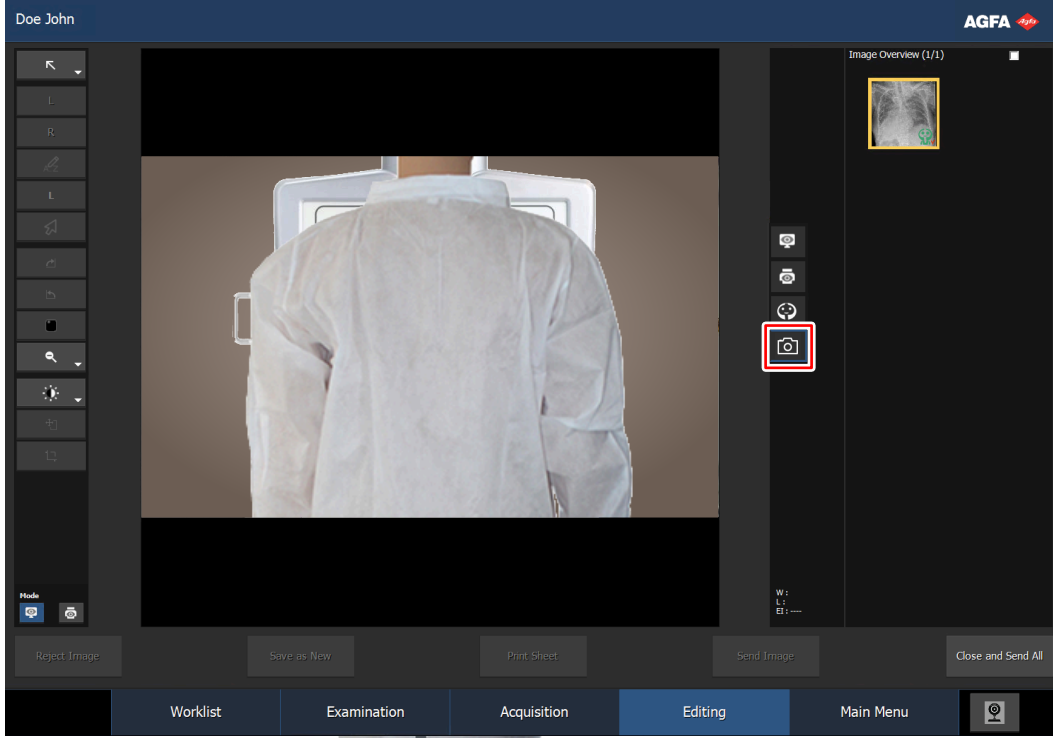 Doe John
AGFA
Image Overview (1/1)
L
R
L
Mode
W :
L :
EI : ----
Reject Image
Save as New
Print Sheet
Send Image
Close and Send All
Worklist
Examination
Acquisition
Editing
Main Menu